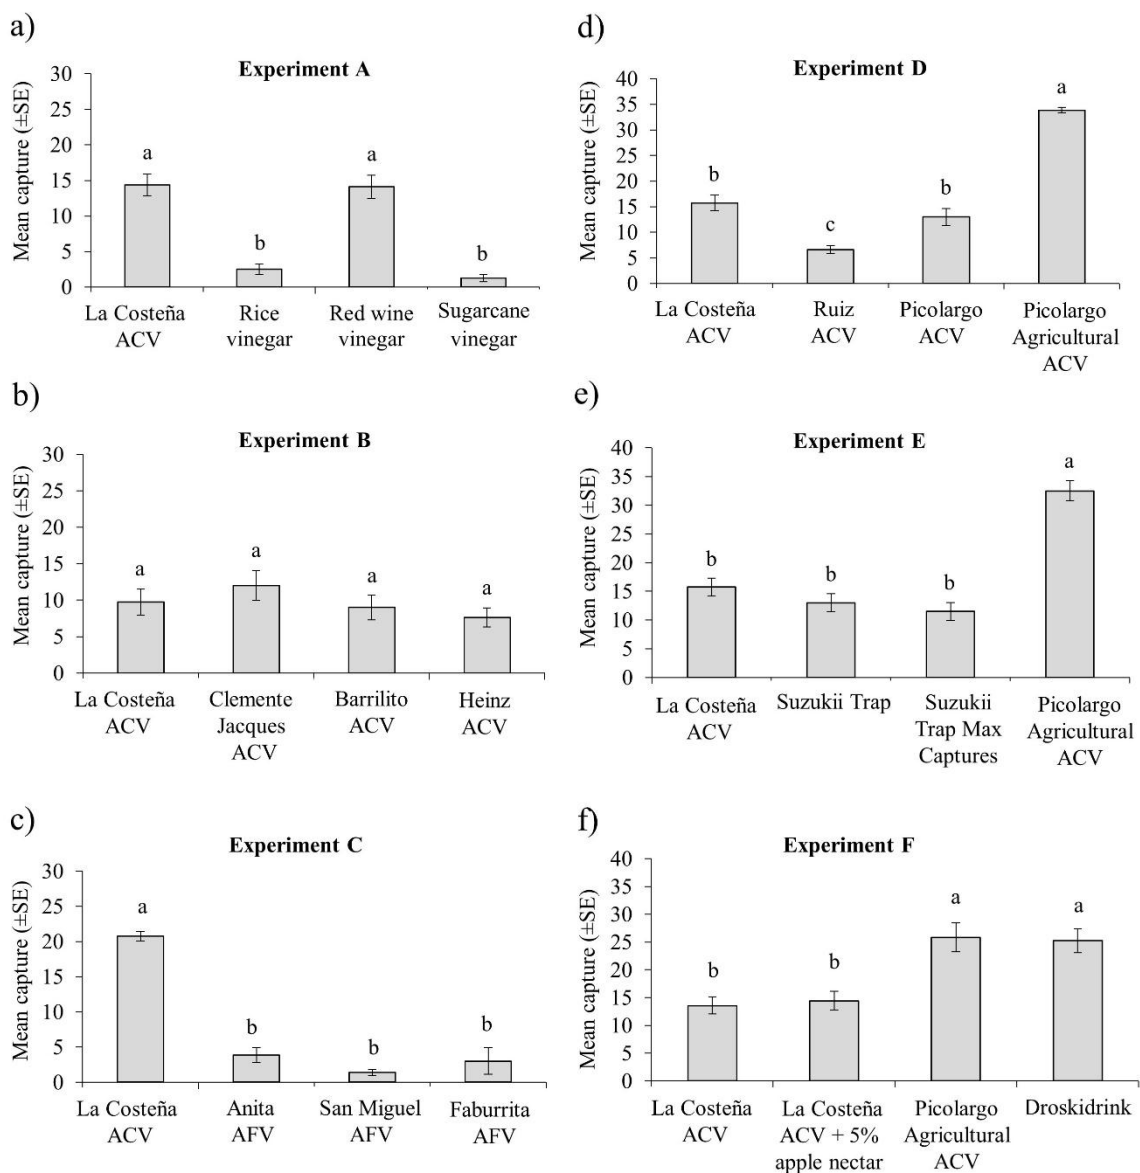 a)
Experiment A
Mean capture (±SE)
30
25
20
15
10
5
0
a
b
a
b
La Costeña
ACV
Rice
vinegar
Red wine
vinegar
Sugarcane
vinegar
b)
Experiment B
Mean capture (±SE)
30
25
20
15
10
5
0
a
a
a
a
La Costeña
ACV
Clemente
Jacques
ACV
Barrilito
ACV
Heinz
ACV
c)
Experiment C
Mean capture (±SE)
30
25
20
15
10
5
0
a
b
b
b
La Costeña
ACV
Anita
AFV
San Miguel
AFV
Faburrita
AFV
d)
Experiment D
Mean capture (±SE)
40
35
30
25
20
15
10
5
0
b
c
b
a
La Costeña
ACV
Ruiz
ACV
Picolargo
ACV
Picolargo
Agricultural
ACV
e)
Experiment E
Mean capture (±SE)
40
35
30
25
20
15
10
5
0
b
b
b
a
La Costeña
ACV
Suzukii Trap
Suzukii
Trap Max
Captures
Picolargo
Agricultural
ACV
f)
Experiment F
Mean capture (±SE)
40
35
30
25
20
15
10
5
0
b
b
a
a
La Costeña
ACV
La Costeña
ACV + 5%
apple nectar
Picolargo
Agricultural
ACV
Droskidrink